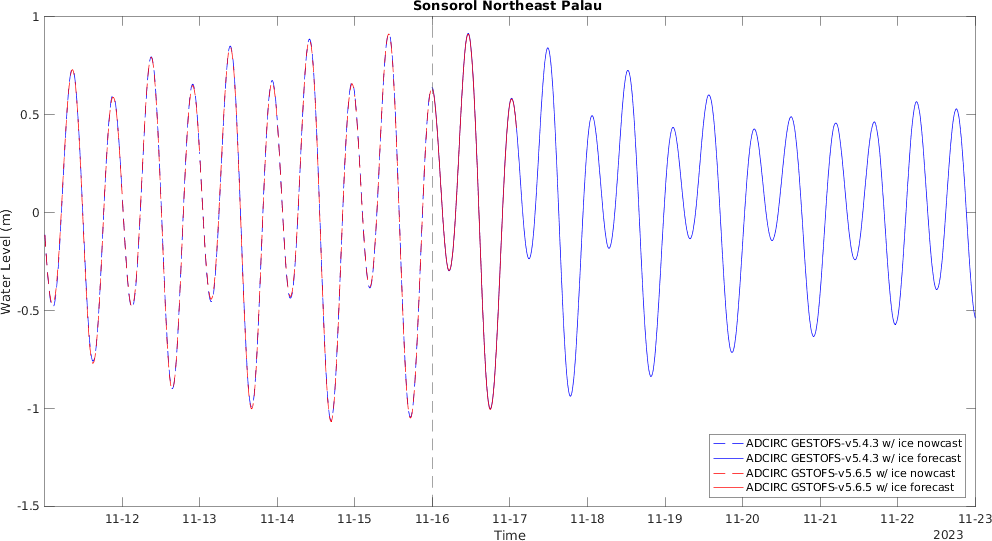 Sonsorol Northeast Palau
1
0.5
0
-0.5
-1
-1.5
Water Level (m)
11-12
11-13
11-14
11-15
11-16
11-17
11-18
11-19
11-20
11-21
11-22
11-23
Time
2023
ADCIRC GESTOFS-v5.4.3 w/ ice nowcast
ADCIRC GESTOFS-v5.4.3 w/ ice forecast
ADCIRC GSTOFS-v5.6.5 w/ ice nowcast
ADCIRC GSTOFS-v5.6.5 w/ ice forecast